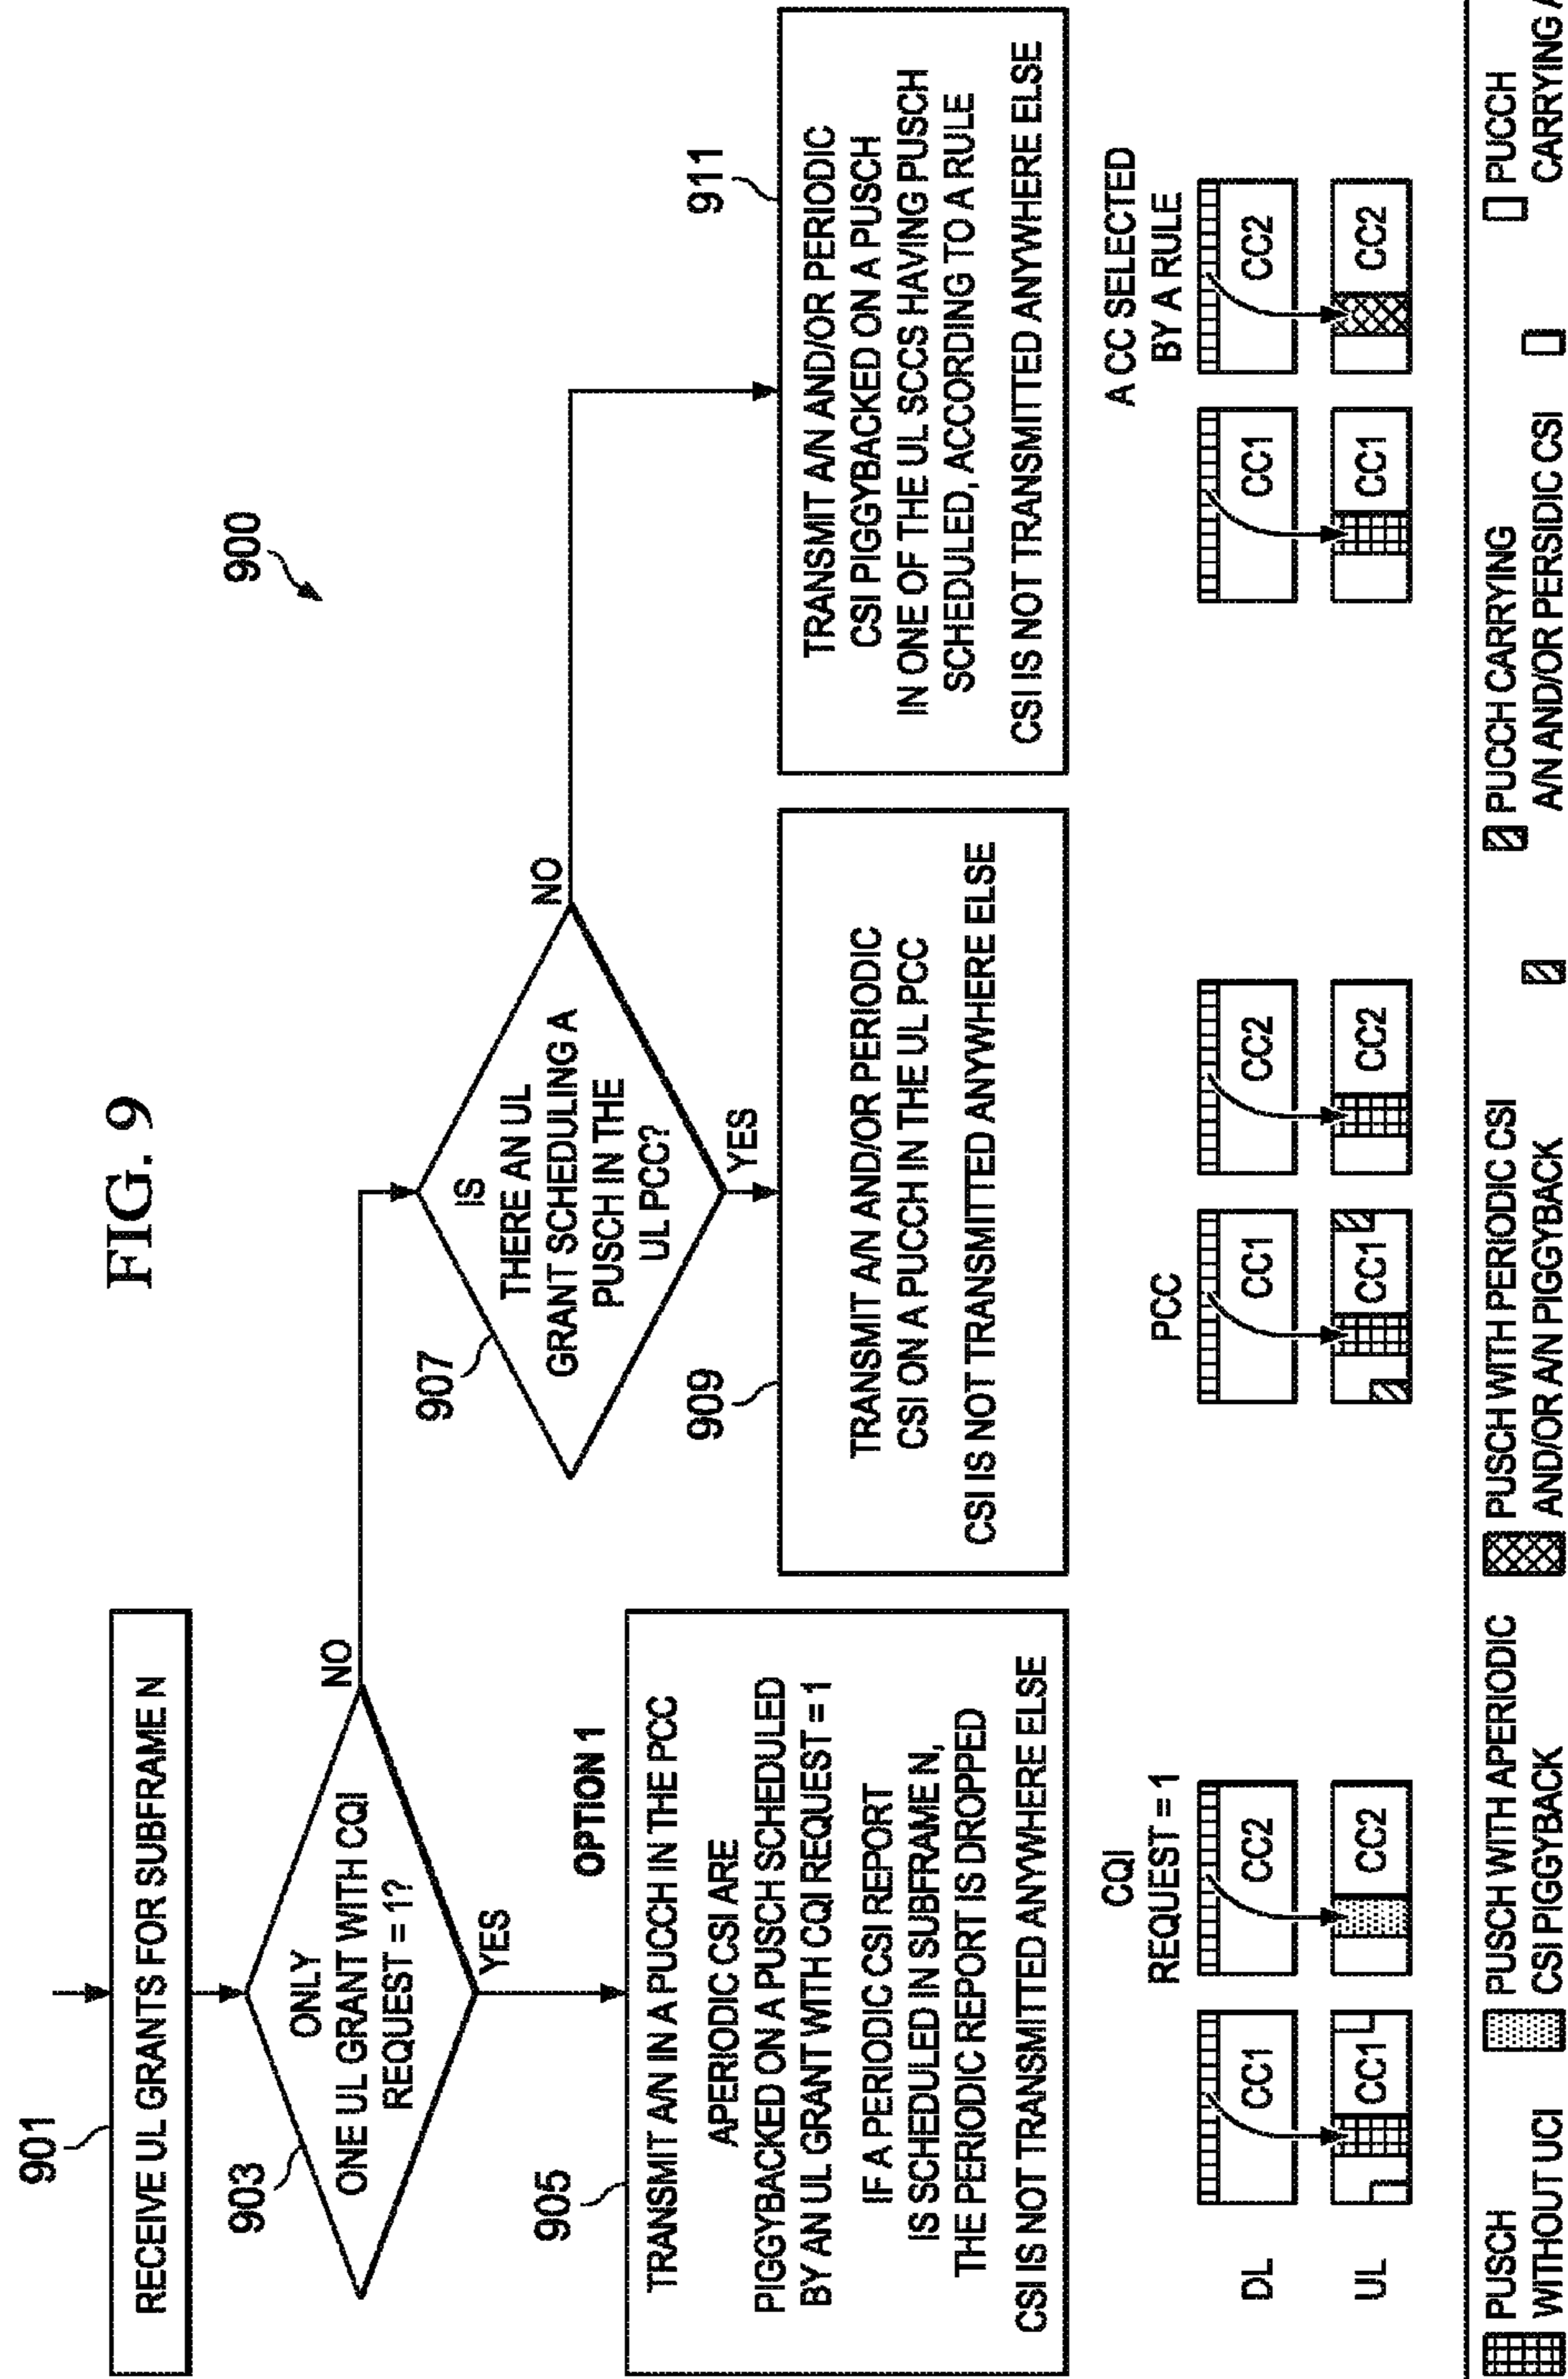 FIG. 9
900
901
RECEIVE UL GRANTS FOR SUBFRAME N
903
ONLY
ONE UL GRANT WITH CQI
REQUEST = 1?
NO
YES
OPTION 1
905
TRANSMIT A/N IN A PUCCH IN THE PCC
APERIODIC CSI ARE
PIGGYBACKED ON A PUSCH SCHEDULED
BY AN UL GRANT WITH CQI REQUEST = 1
IF A PERIODIC CSI REPORT
IS SCHEDULED IN SUBFRAME N,
THE PERIODIC REPORT IS DROPPED
CSI IS NOT TRANSMITTED ANYWHERE ELSE
907
IS
THERE AN UL
GRANT SCHEDULING A
PUSCH IN THE
UL PCC?
NO
YES
909
TRANSMIT A/N AND/OR PERIODIC
CSI ON A PUCCH IN THE UL PCC
CSI IS NOT TRANSMITTED ANYWHERE ELSE
911
TRANSMIT A/N AND/OR PERIODIC
CSI PIGGYBACKED ON A PUSCH
IN ONE OF THE UL SCCS HAVING PUSCH
SCHEDULED, ACCORDING TO A RULE
CSI IS NOT TRANSMITTED ANYWHERE ELSE
CQI
REQUEST = 1
DL
CC1
CC2
UL
CC1
CC2
PCC
CC1
CC2
CC1
CC2
A CC SELECTED
BY A RULE
CC1
CC2
CC1
CC2
PUSCH
WITHOUT UCI
PUSCH WITH APERIODIC
CSI PIGGYBACK
PUSCH WITH PERIODIC CSI
AND/OR A/N PIGGYBACK
PUCCH CARRYING
A/N AND/OR PERSIDIC CSI
PUCCH
CARRYING